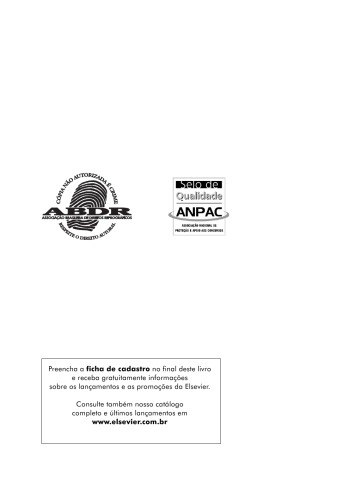 CÓPIA NÃO AUTORIZADA É CRIME
ABDR
ASSOCIAÇÃO BRASILEIRA DE DIREITOS REPROGRÁFICOS
RESPEITE O DIREITO AUTORAL
Selo de
Qualidade
ANPAC
ASSOCIAÇÃO NACIONAL DE
PROTEÇÃO E APOIO AOS CONCURSOS
Preencha a ficha de cadastro no final deste livro
e receba gratuitamente informações
sobre os lançamentos e as promoções da Elsevier.
Consulte também nosso catálogo
completo e últimos lançamentos em
www.elsevier.com.br